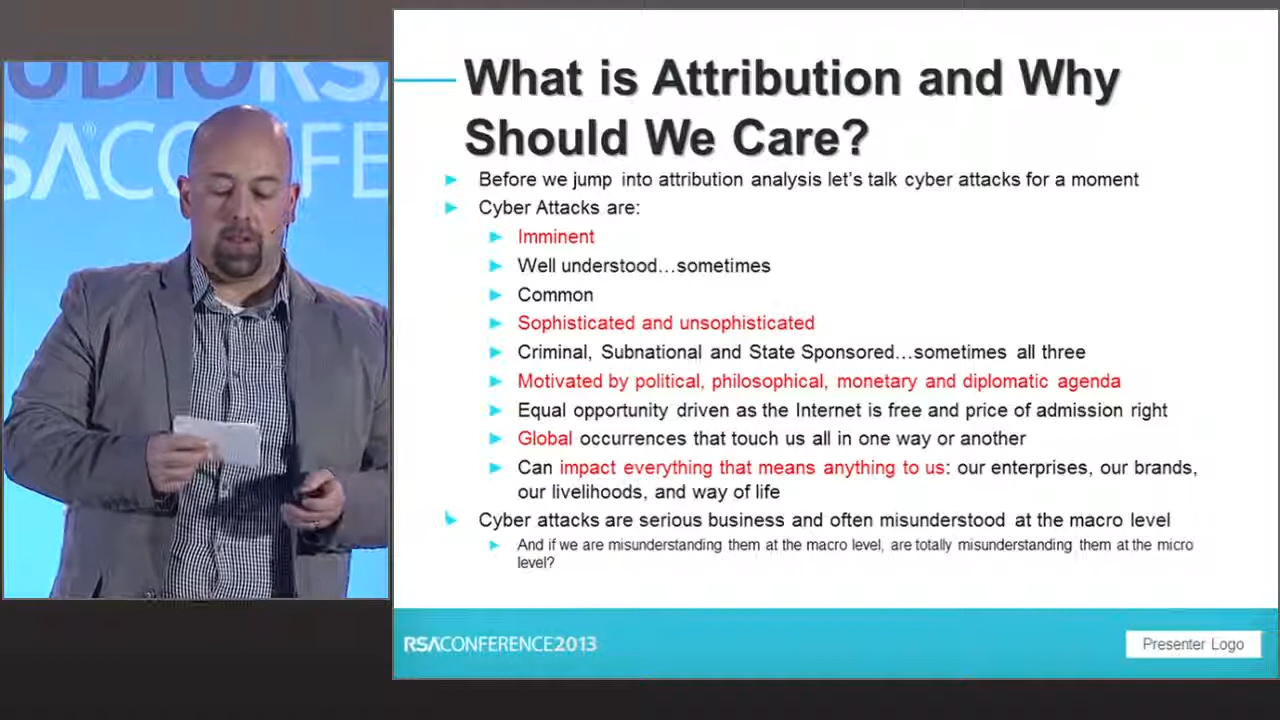 UDIO RSA
SA® CONFE
What is Attribution and Why
Should We Care?
Before we jump into attribution analysis let's talk cyber attacks for a moment
Cyber Attacks are:
Imminent
Well understood…sometimes
Common
Sophisticated and unsophisticated
Criminal, Subnational and State Sponsored…sometimes all three
Motivated by political, philosophical, monetary and diplomatic agenda
Equal opportunity driven as the Internet is free and price of admission right
Global occurrences that touch us all in one way or another
Can impact everything that means anything to us: our enterprises, our brands,
our livelihoods, and way of life
Cyber attacks are serious business and often misunderstood at the macro level
And if we are misunderstanding them at the macro level, are totally misunderstanding them at the micro
level?
RSACONFERENCE2013
Presenter Logo